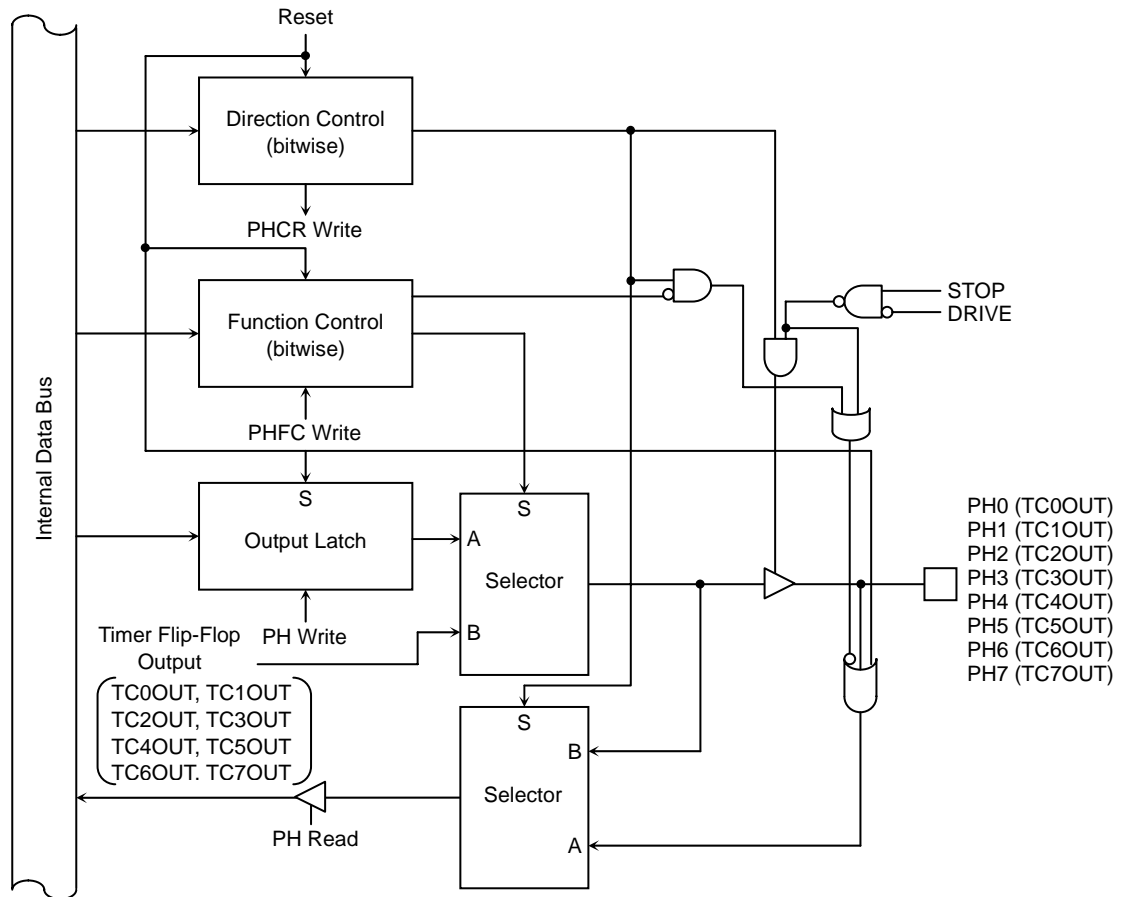 Reset
Direction Control
(bitwise)
PHCR Write
STOP
DRIVE
Function Control
(bitwise)
Internal Data Bus
PHFC Write
S
Output Latch
S
A
Selector
B
PH Write
PH0 (TC0OUT)
PH1 (TC1OUT)
PH2 (TC2OUT)
PH3 (TC3OUT)
PH4 (TC4OUT)
PH5 (TC5OUT)
PH6 (TC6OUT)
PH7 (TC7OUT)
Timer Flip-Flop
Output
TC0OUT, TC1OUT
TC2OUT, TC3OUT
TC4OUT, TC5OUT
TC6OUT, TC7OUT
S
B
Selector
A
PH Read